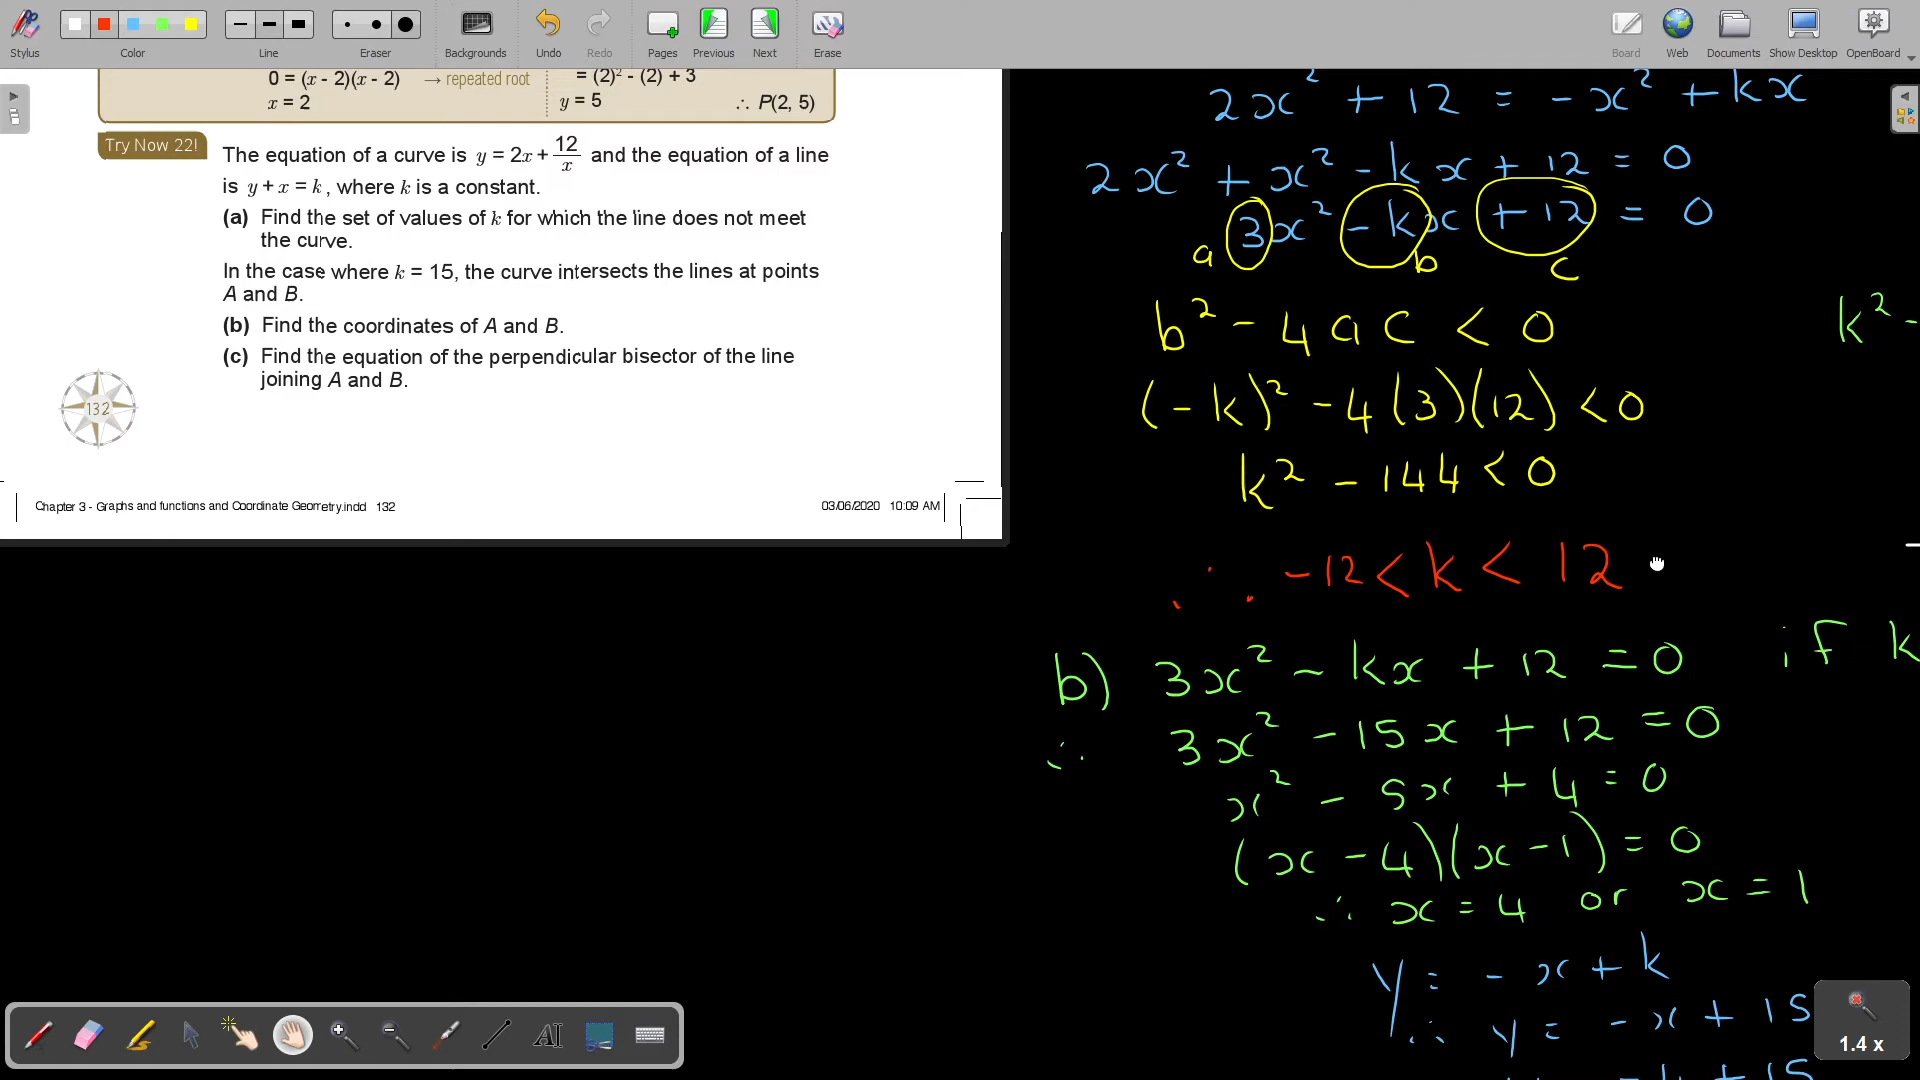 Stylus Color Line Eraser Backgrounds Undo Redo Pages Previous Next Erase Board Web Documents Show Desktop OpenBoard
0 = (x - 2)(x - 2) → repeated root
x = 2
= (2)² - (2) + 3
y = 5 ∴ P(2, 5)
Try Now 22!
The equation of a curve is y = 2x + 12/x and the equation of a line
is y + x = k, where k is a constant.
(a) Find the set of values of k for which the line does not meet
the curve.
In the case where k = 15, the curve intersects the lines at points
A and B.
(b) Find the coordinates of A and B.
(c) Find the equation of the perpendicular bisector of the line
joining A and B.
132
Chapter 3 - Graphs and functions and Coordinate Geometry.indd 132 03/06/2020 10:09 AM
2x² + 12 = -x² + kx
2x² + x² - kx + 12 = 0
3x² - kx + 12 = 0
a b c
b² - 4ac < 0
k² -
(-k)² - 4(3)(12) < 0
k² - 144 < 0
∴ -12 < k < 12
b) 3x² - kx + 12 = 0 if k
∴ 3x² - 15x + 12 = 0
x² - 5x + 4 = 0
(x - 4)(x - 1) = 0
∴ x = 4 or x = 1
y = -x + k
∴ y = -x + 15
-4 + 15
AI
1.4 x